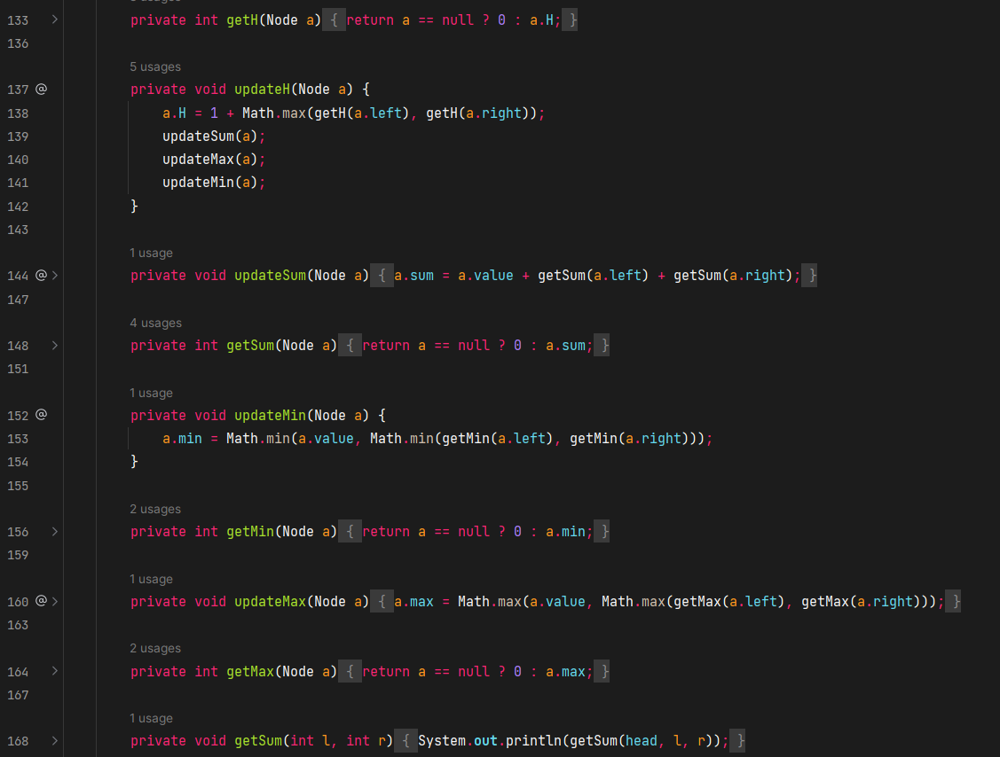 133 > private int getH(Node a) { return a == null ? 0 : a.H; }
136
5 usages
137 @ private void updateH(Node a) {
138 a.H = 1 + Math.max(getH(a.left), getH(a.right));
139 updateSum(a);
140 updateMax(a);
141 updateMin(a);
142 }
143
1 usage
144 @ > private void updateSum(Node a) { a.sum = a.value + getSum(a.left) + getSum(a.right); }
147
4 usages
148 > private int getSum(Node a) { return a == null ? 0 : a.sum; }
151
1 usage
152 @ private void updateMin(Node a) {
153 a.min = Math.min(a.value, Math.min(getMin(a.left), getMin(a.right)));
154 }
155
2 usages
156 > private int getMin(Node a) { return a == null ? 0 : a.min; }
159
1 usage
160 @ > private void updateMax(Node a) { a.max = Math.max(a.value, Math.max(getMax(a.left), getMax(a.right))); }
163
2 usages
164 > private int getMax(Node a) { return a == null ? 0 : a.max; }
167
1 usage
168 > private void getSum(int l, int r) { System.out.println(getSum(head, l, r)); }